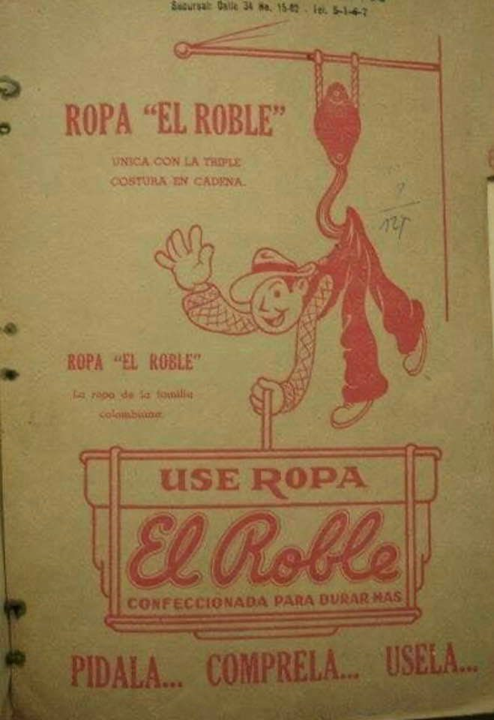 Sucursal: Calle 34 No. 15-82 - Tel. 5-1-6-7
ROPA "EL ROBLE"
UNICA CON LA TRIPLE
COSTURA EN CADENA.
ROPA "EL ROBLE"
La ropa de la familia
colombiana.
USE ROPA
El Roble
CONFECCIONADA PARA DURAR MAS
PIDALA... COMPRELA... USELA...